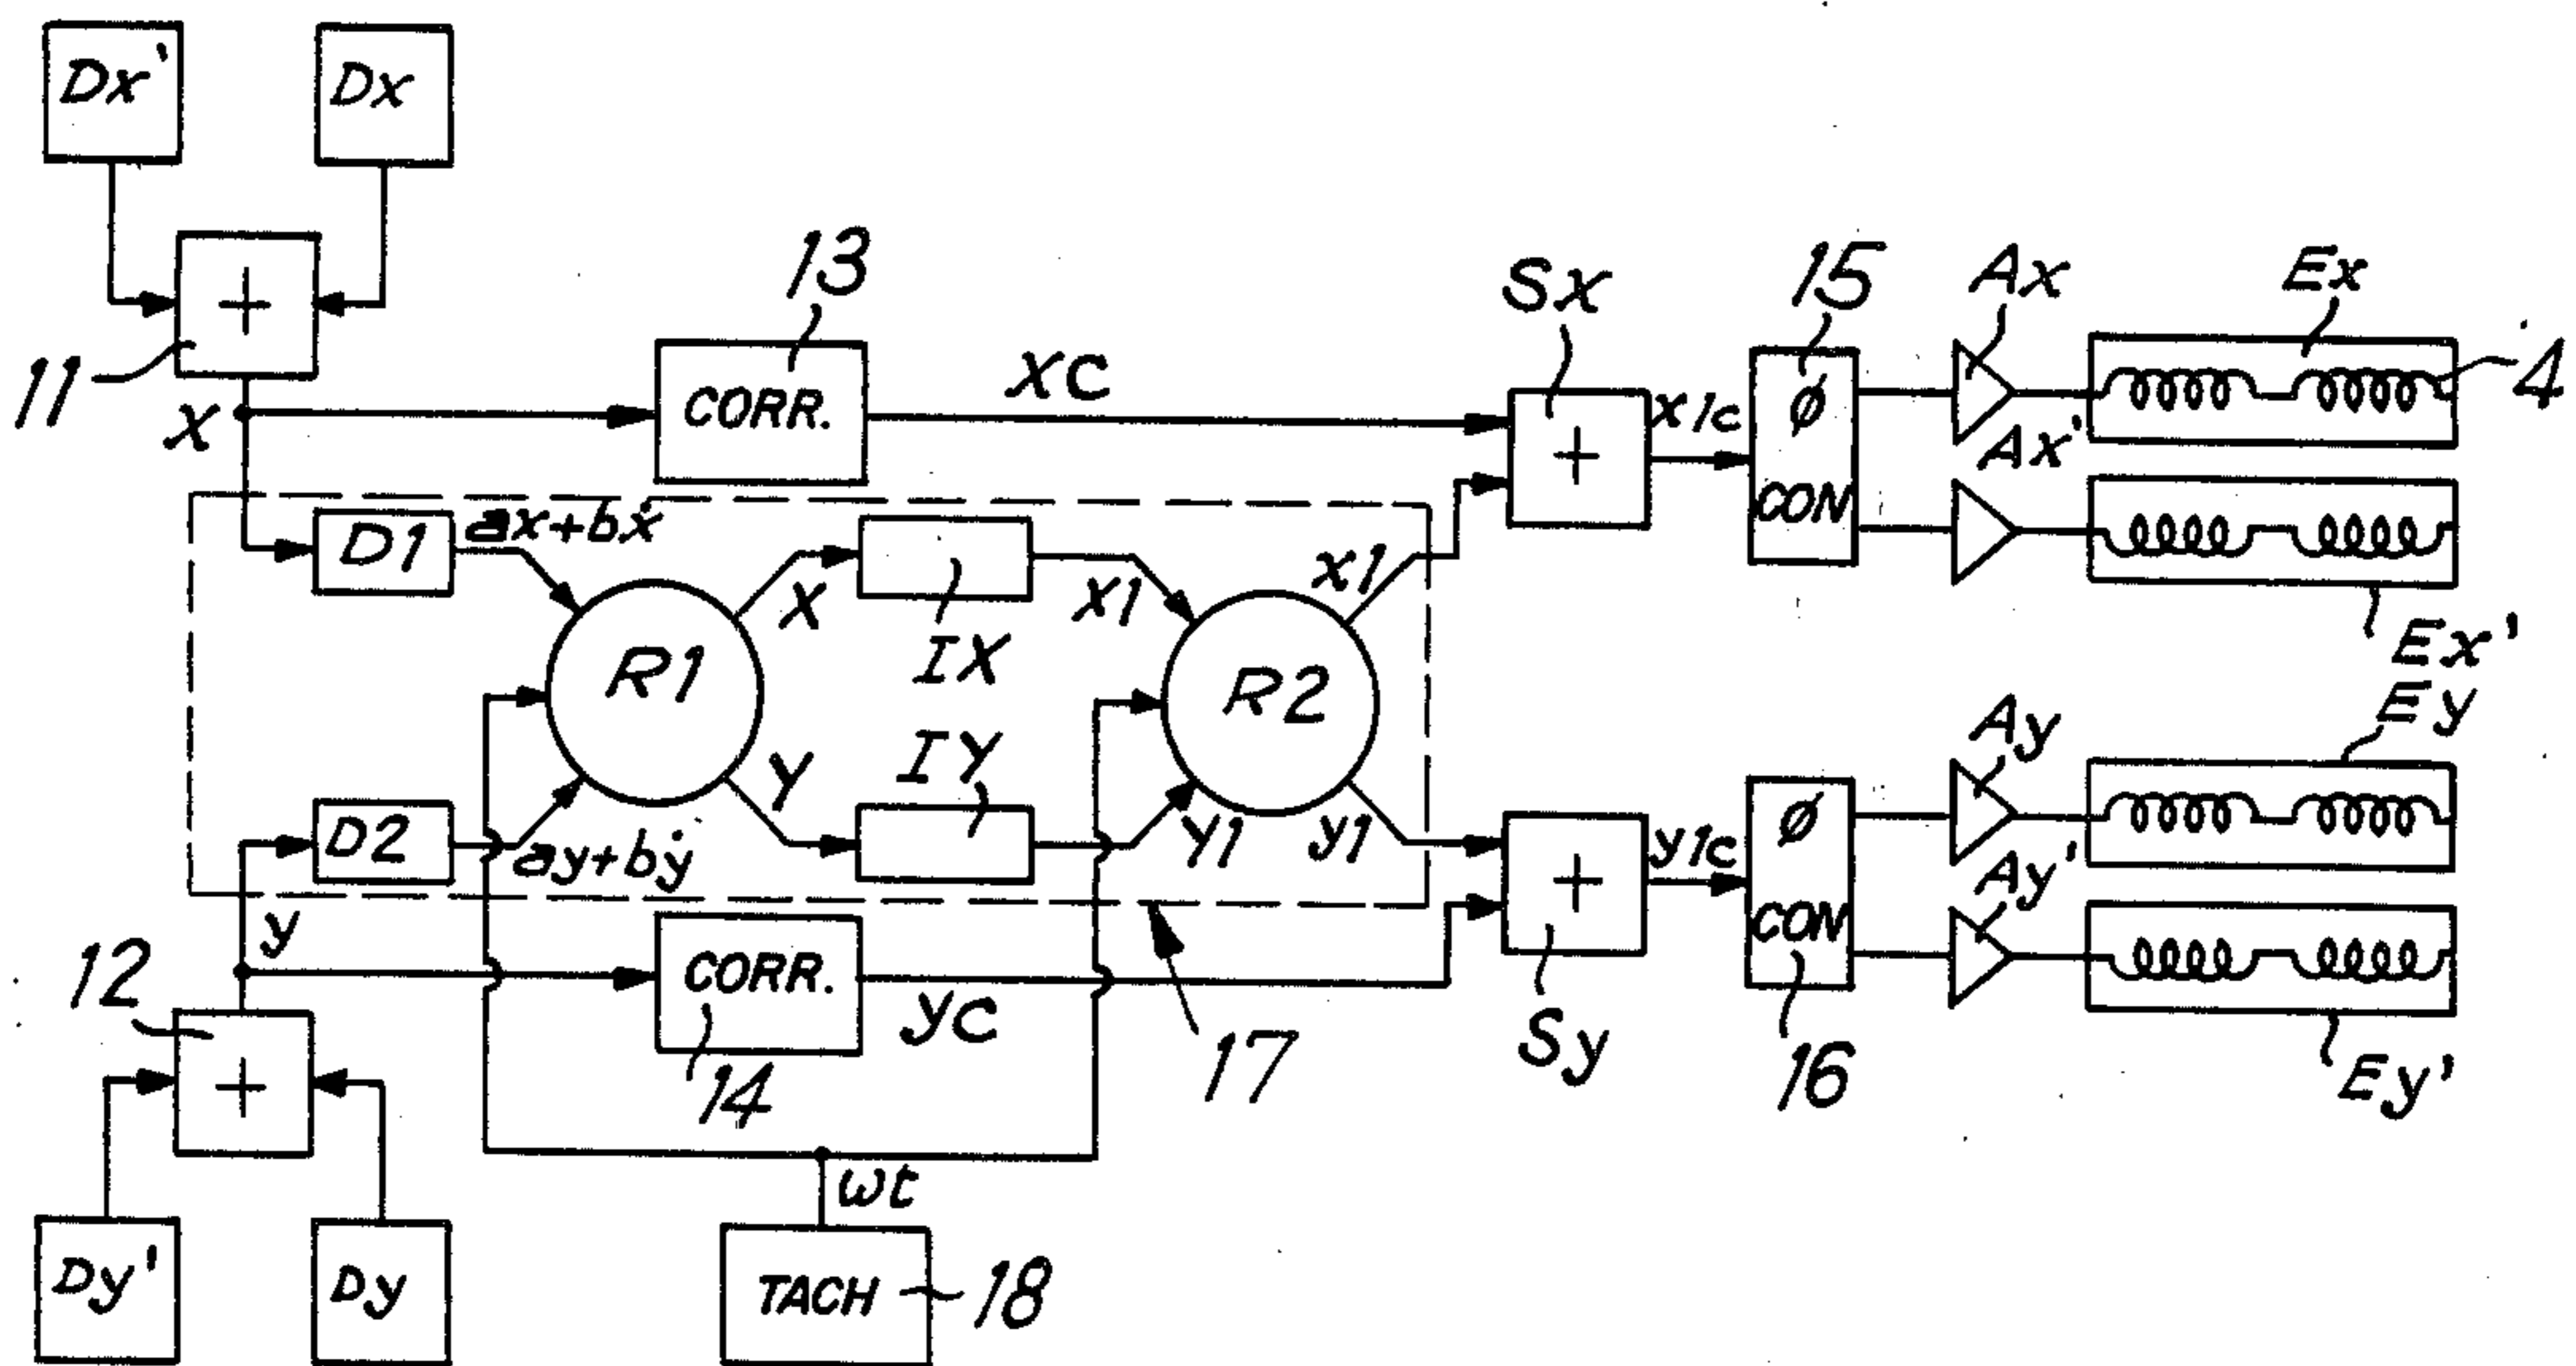 Dx'
Dx
+
11
x
13
CORR.
xc
Sx
+
x1c
15
Ø
CON
Ax
Ax'
Ex
4
Ex'
D1
ax+bẋ
R1
X
IX
X1
R2
x1
D2
ay+bẏ
Y
IY
Y1
y1
y
12
+
14
CORR.
yc
17
Sy
+
y1c
16
Ø
CON
Ay
Ay'
Ey
Ey'
Dy'
Dy
ωt
TACH
18